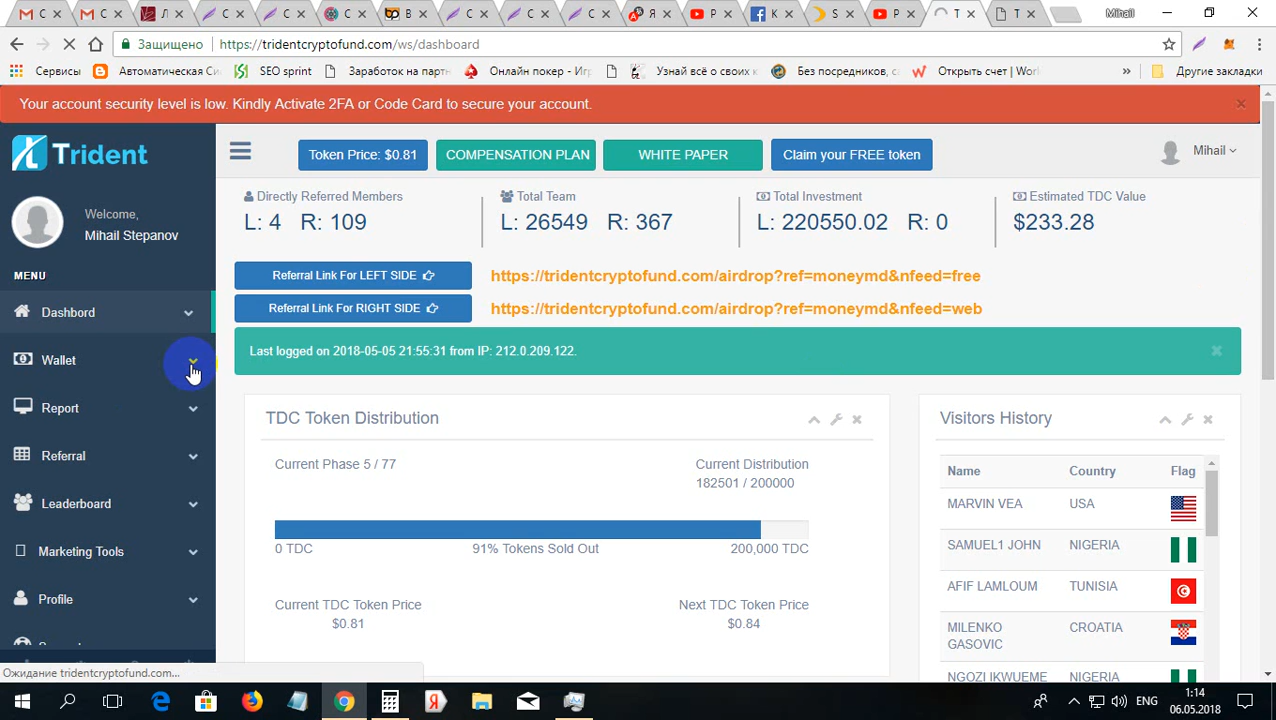 Mihail
Защищено
https://tridentcryptofund.com/ws/dashboard
Сервисы
Автоматическая Си
SEO sprint
Заработок на парт
Онлайн покер - Иг
Узнай всё о своих к
Без посредников, са
Открыть счет | Worl
»
Другие закладки
Your account security level is low. Kindly Activate 2FA or Code Card to secure your account.
Trident
Token Price: $0.81
COMPENSATION PLAN
WHITE PAPER
Claim your FREE token
Mihail
Welcome,
Mihail Stepanov
Directly Referred Members
Total Team
Total Investment
Estimated TDC Value
L: 4 R: 109
L: 26549 R: 367
L: 220550.02 R: 0
$233.28
MENU
Referral Link For LEFT SIDE
https://tridentcryptofund.com/airdrop?ref=moneymd&nfeed=free
Referral Link For RIGHT SIDE
https://tridentcryptofund.com/airdrop?ref=moneymd&nfeed=web
Dashbord
Wallet
Report
Referral
Leaderboard
Marketing Tools
Profile
Last logged on 2018-05-05 21:55:31 from IP: 212.0.209.122.
TDC Token Distribution
Current Phase 5 / 77
Current Distribution
182501 / 200000
0 TDC
91% Tokens Sold Out
200,000 TDC
Current TDC Token Price
$0.81
Next TDC Token Price
$0.84
Visitors History
Name Country Flag
MARVIN VEA USA
SAMUEL1 JOHN NIGERIA
AFIF LAMLOUM TUNISIA
MILENKO GASOVIC CROATIA
NGOZI IKWUEME NIGERIA
Ожидание tridentcryptofund.com...
ENG
1:14
06.05.2018